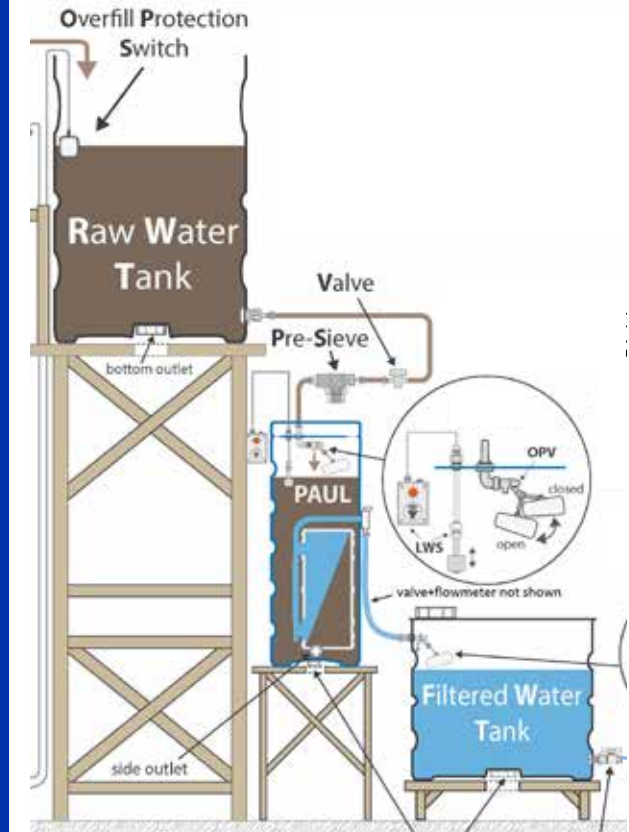 Overfill Protection
Switch
Raw Water
Tank
bottom outlet
Valve
Pre-Sieve
PAUL
OPV
closed
LWS
open
valve+flowmeter not shown
Filtered Water
Tank
side outlet